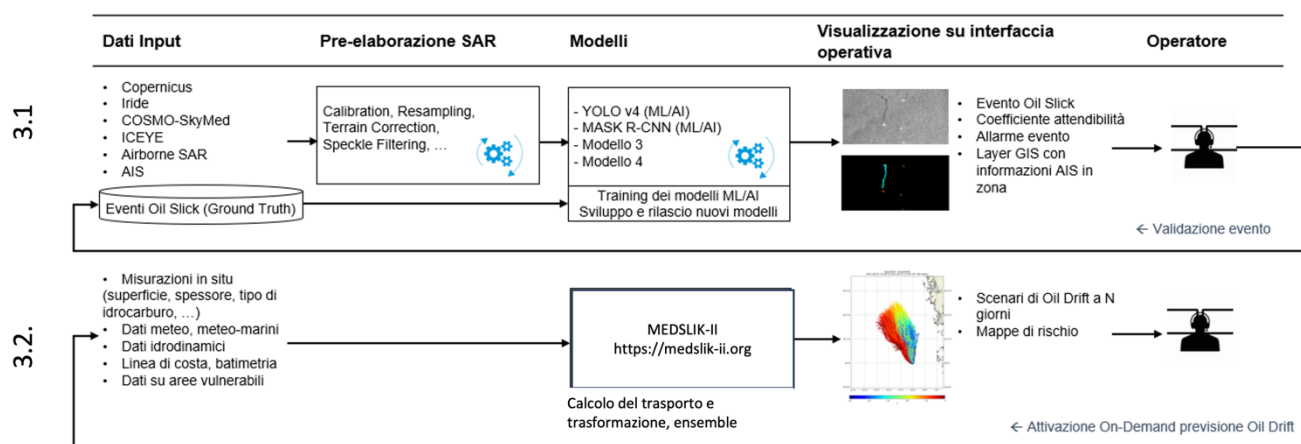 Dati Input
Pre-elaborazione SAR
Modelli
Visualizzazione su interfaccia
operativa
Operatore
3.1
• Copernicus
• Iride
• COSMO-SkyMed
• ICEYE
• Airborne SAR
• AIS
Eventi Oil Slick (Ground Truth)
Calibration, Resampling,
Terrain Correction,
Speckle Filtering, ...
- YOLO v4 (ML/AI)
- MASK R-CNN (ML/AI)
- Modello 3
- Modello 4
Training dei modelli ML/AI
Sviluppo e rilascio nuovi modelli
• Evento Oil Slick
• Coefficiente attendibilità
• Allarme evento
• Layer GIS con
informazioni AIS in
zona
← Validazione evento
3.2.
• Misurazioni in situ
(superficie, spessore, tipo di
idrocarburo, ...)
• Dati meteo, meteo-marini
• Dati idrodinamici
• Linea di costa, batimetria
• Dati su aree vulnerabili
MEDSLIK-II
https://medslik-ii.org
Calcolo del trasporto e
trasformazione, ensemble
• Scenari di Oil Drift a N
giorni
• Mappe di rischio
← Attivazione On-Demand previsione Oil Drift